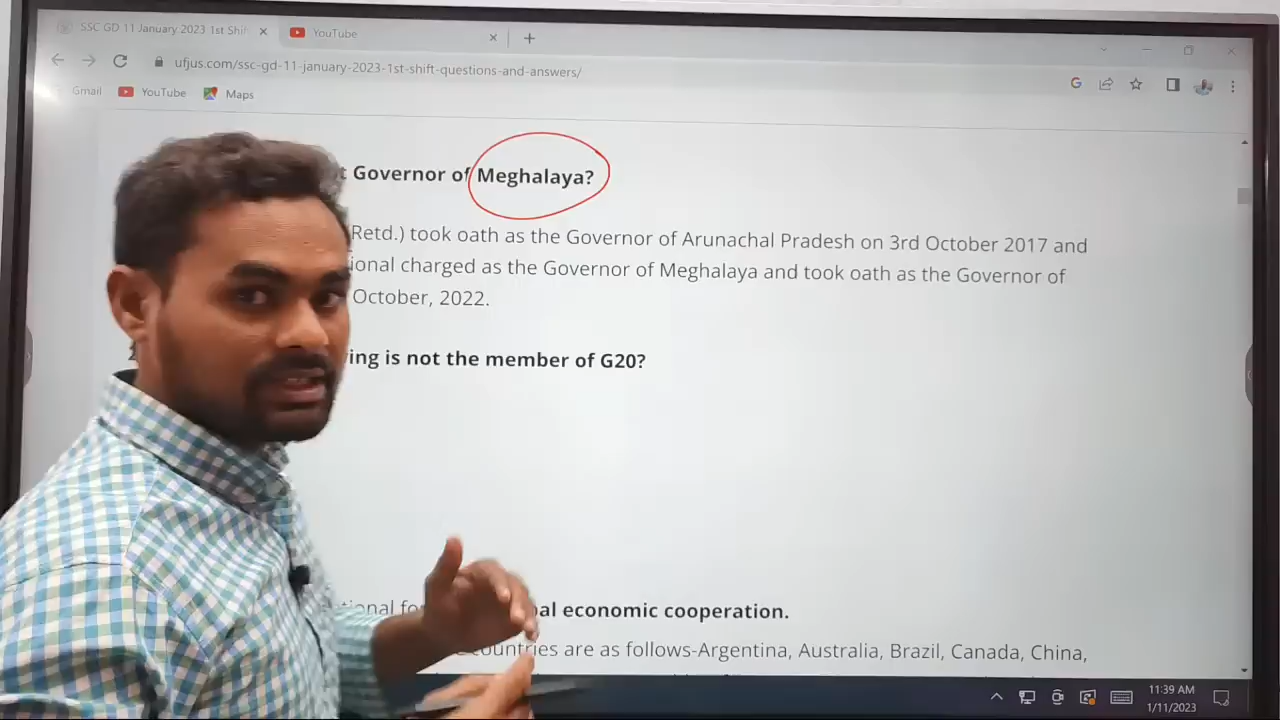 SSC GD 11 January 2023 1st Shif
YouTube
ufjus.com/ssc-gd-11-january-2023-1st-shift-questions-and-answers/
Gmail YouTube Maps
Governor of Meghalaya?
Retd.) took oath as the Governor of Arunachal Pradesh on 3rd October 2017 and
charged as the Governor of Meghalaya and took oath as the Governor of
October, 2022.
is not the member of G20?
economic cooperation.
countries are as follows-Argentina, Australia, Brazil, Canada, China,
11:39 AM
1/11/2023